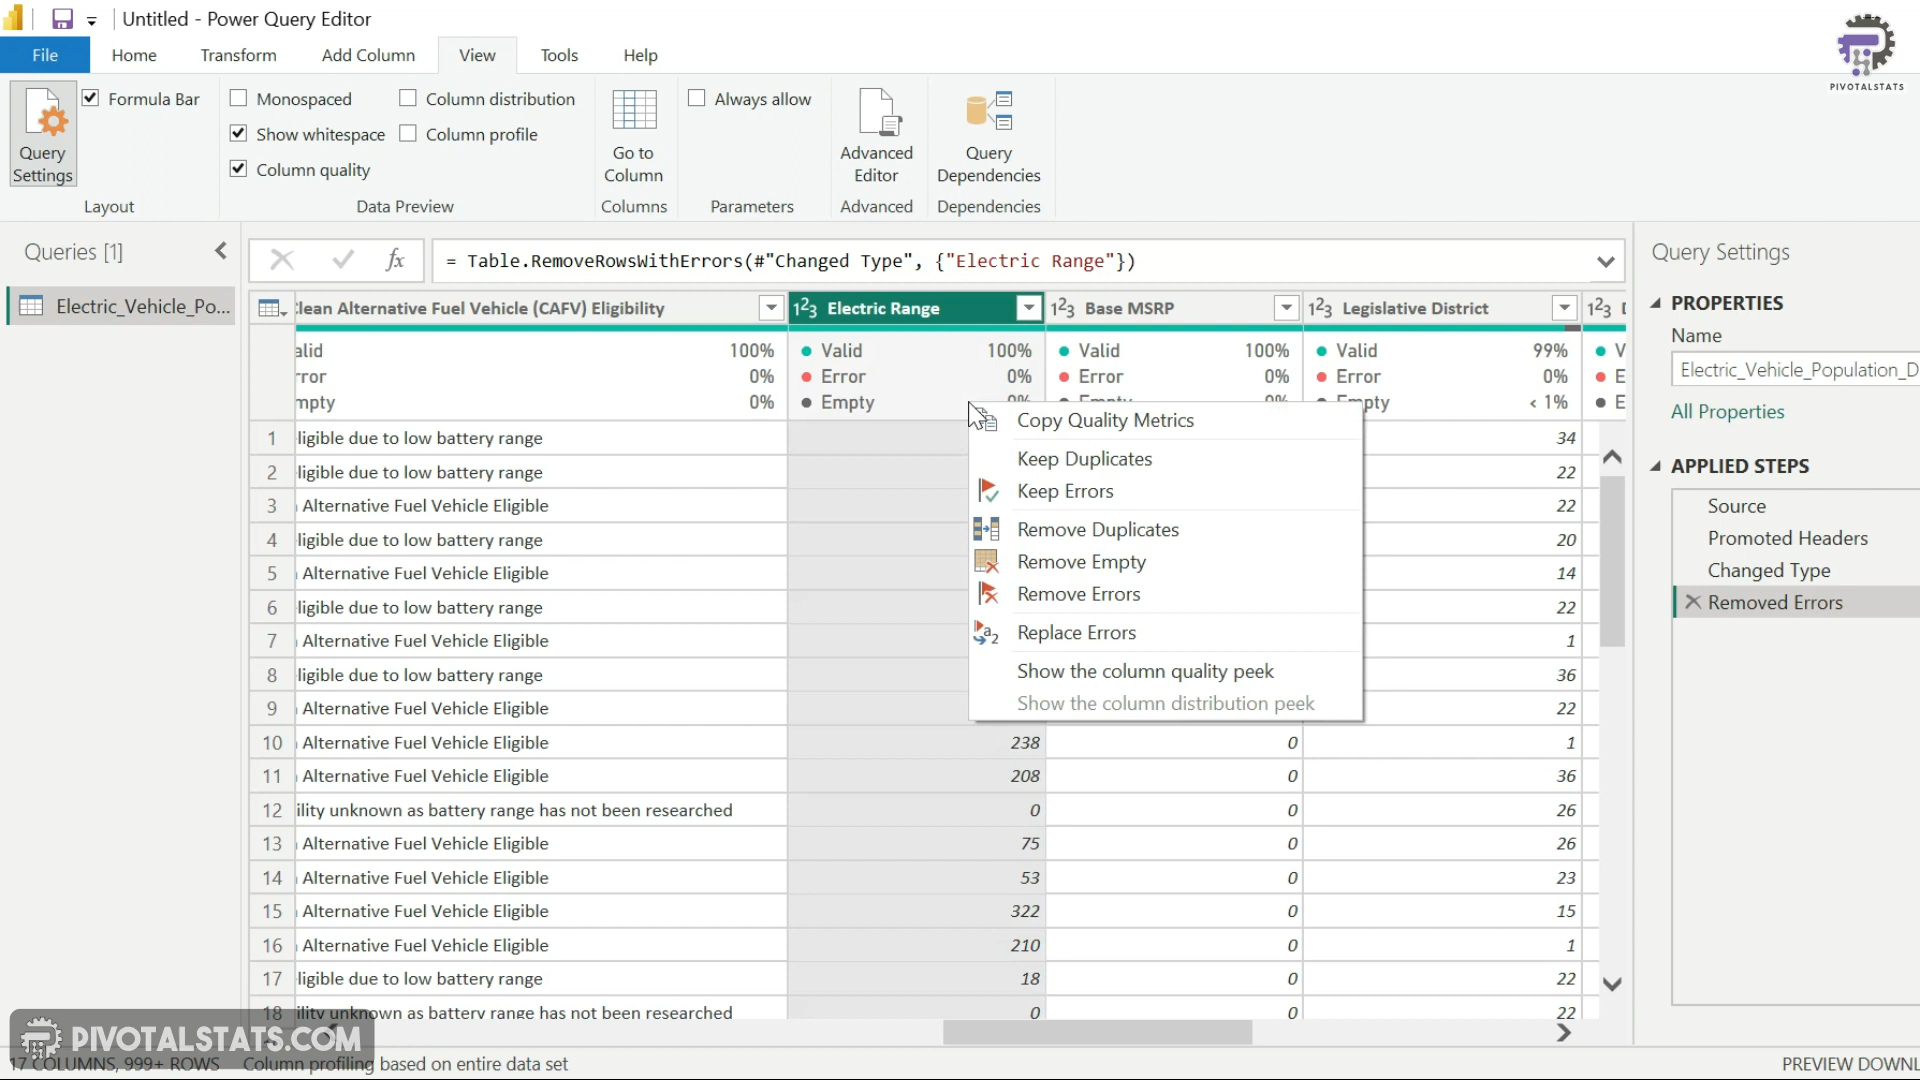 Untitled - Power Query Editor
PIVOTALSTATS
File Home Transform Add Column View Tools Help
Query Settings
Formula Bar
Monospaced
Show whitespace
Column quality
Column distribution
Column profile
Go to Column
Always allow
Advanced Editor
Query Dependencies
Layout Data Preview Columns Parameters Advanced Dependencies
Queries [1]
Electric_Vehicle_Po...
fx = Table.RemoveRowsWithErrors(#"Changed Type", {"Electric Range"})
lean Alternative Fuel Vehicle (CAFV) Eligibility 123 Electric Range 123 Base MSRP 123 Legislative District 123
alid 100% Valid 100% Valid 100% Valid 99%
rror 0% Error 0% Error 0% Error 0% E
mpty 0% Empty 0% Empty 0% Empty < 1% E
1 ligible due to low battery range 34
2 ligible due to low battery range 22
3 Alternative Fuel Vehicle Eligible 22
4 ligible due to low battery range 20
5 Alternative Fuel Vehicle Eligible 14
6 ligible due to low battery range 22
7 Alternative Fuel Vehicle Eligible 1
8 ligible due to low battery range 36
9 Alternative Fuel Vehicle Eligible 22
10 Alternative Fuel Vehicle Eligible 238 0 1
11 Alternative Fuel Vehicle Eligible 208 0 36
12 ility unknown as battery range has not been researched 0 0 26
13 Alternative Fuel Vehicle Eligible 75 0 26
14 Alternative Fuel Vehicle Eligible 53 0 23
15 Alternative Fuel Vehicle Eligible 322 0 15
16 Alternative Fuel Vehicle Eligible 210 0 1
17 ligible due to low battery range 18 0 22
18 ility unknown as battery range has not been researched 0 0 22
Copy Quality Metrics
Keep Duplicates
Keep Errors
Remove Duplicates
Remove Empty
Remove Errors
Replace Errors
Show the column quality peek
Show the column distribution peek
Query Settings
PROPERTIES
Name
Electric_Vehicle_Population_D
All Properties
APPLIED STEPS
Source
Promoted Headers
Changed Type
Removed Errors
PIVOTALSTATS.COM
17 COLUMNS, 999+ ROWS Column profiling based on entire data set
PREVIEW DOWNL